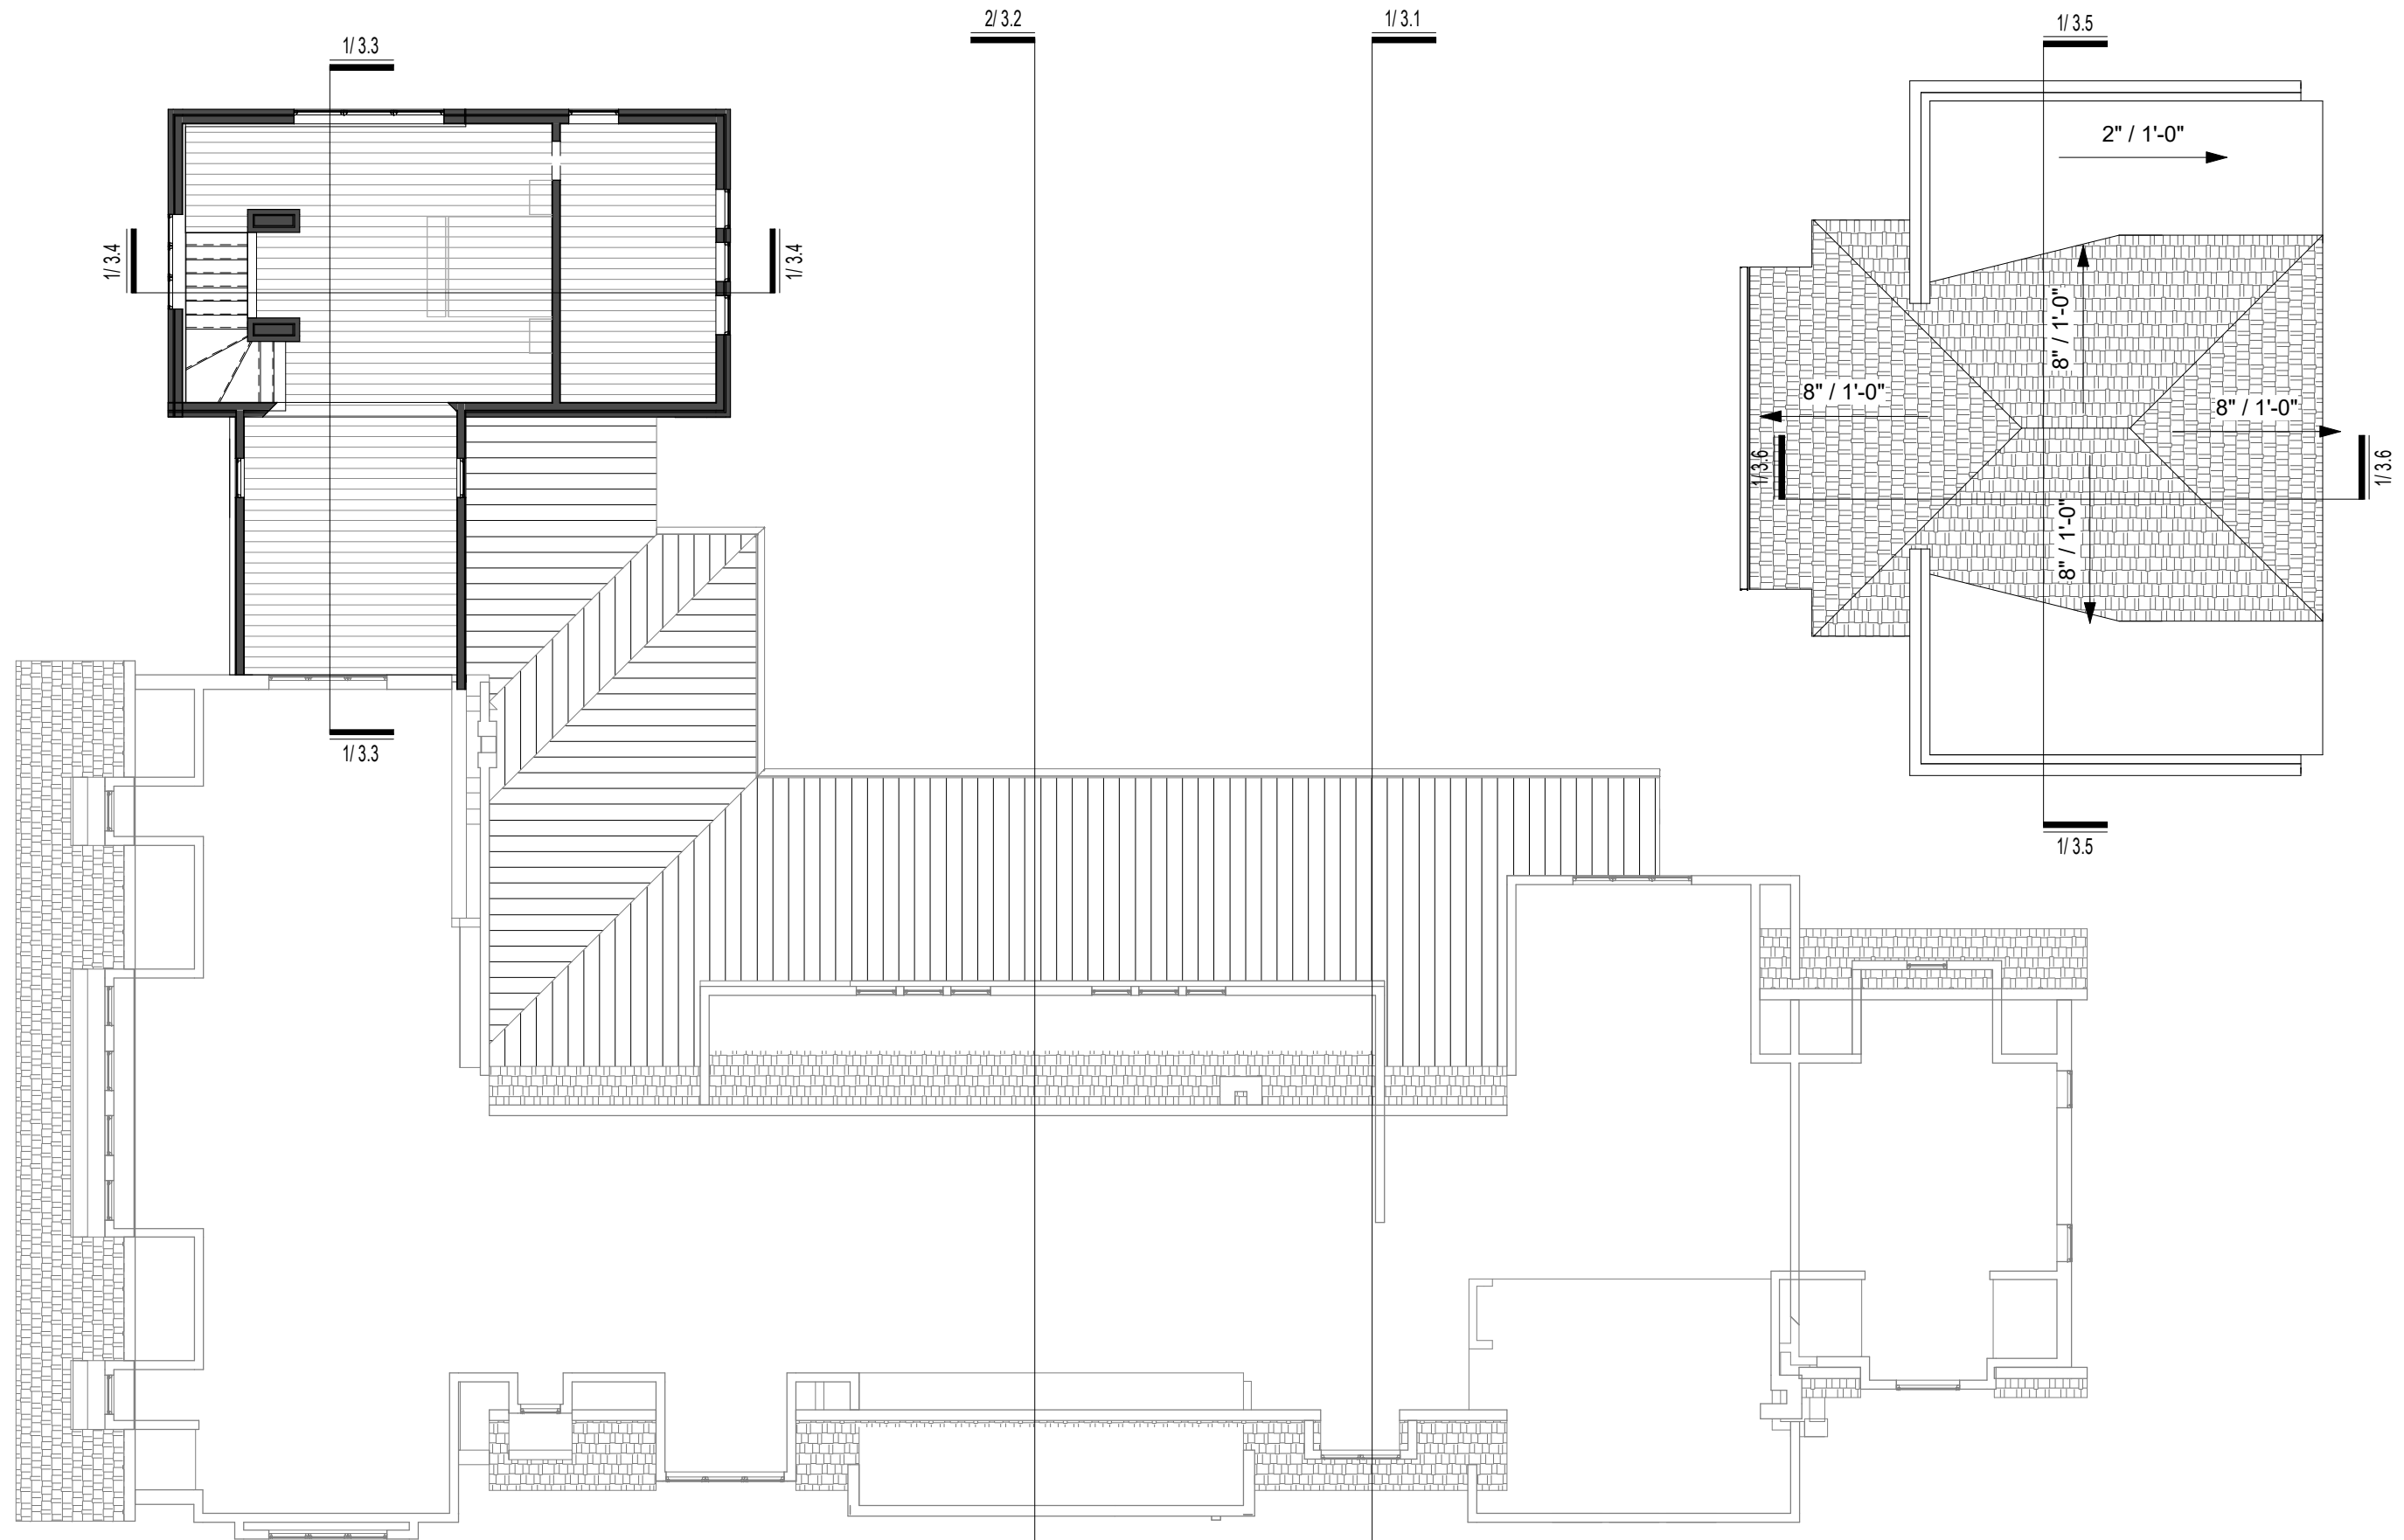 2/ 3.2
1/ 3.1
1/ 3.5
1/ 3.3
2" / 1'-0"
1/ 3.4
1/ 3.4
8" / 1'-0"
8" / 1'-0"
8" / 1'-0"
1/ 3.6
1/ 3.6
8" / 1'-0"
1/ 3.3
1/ 3.5